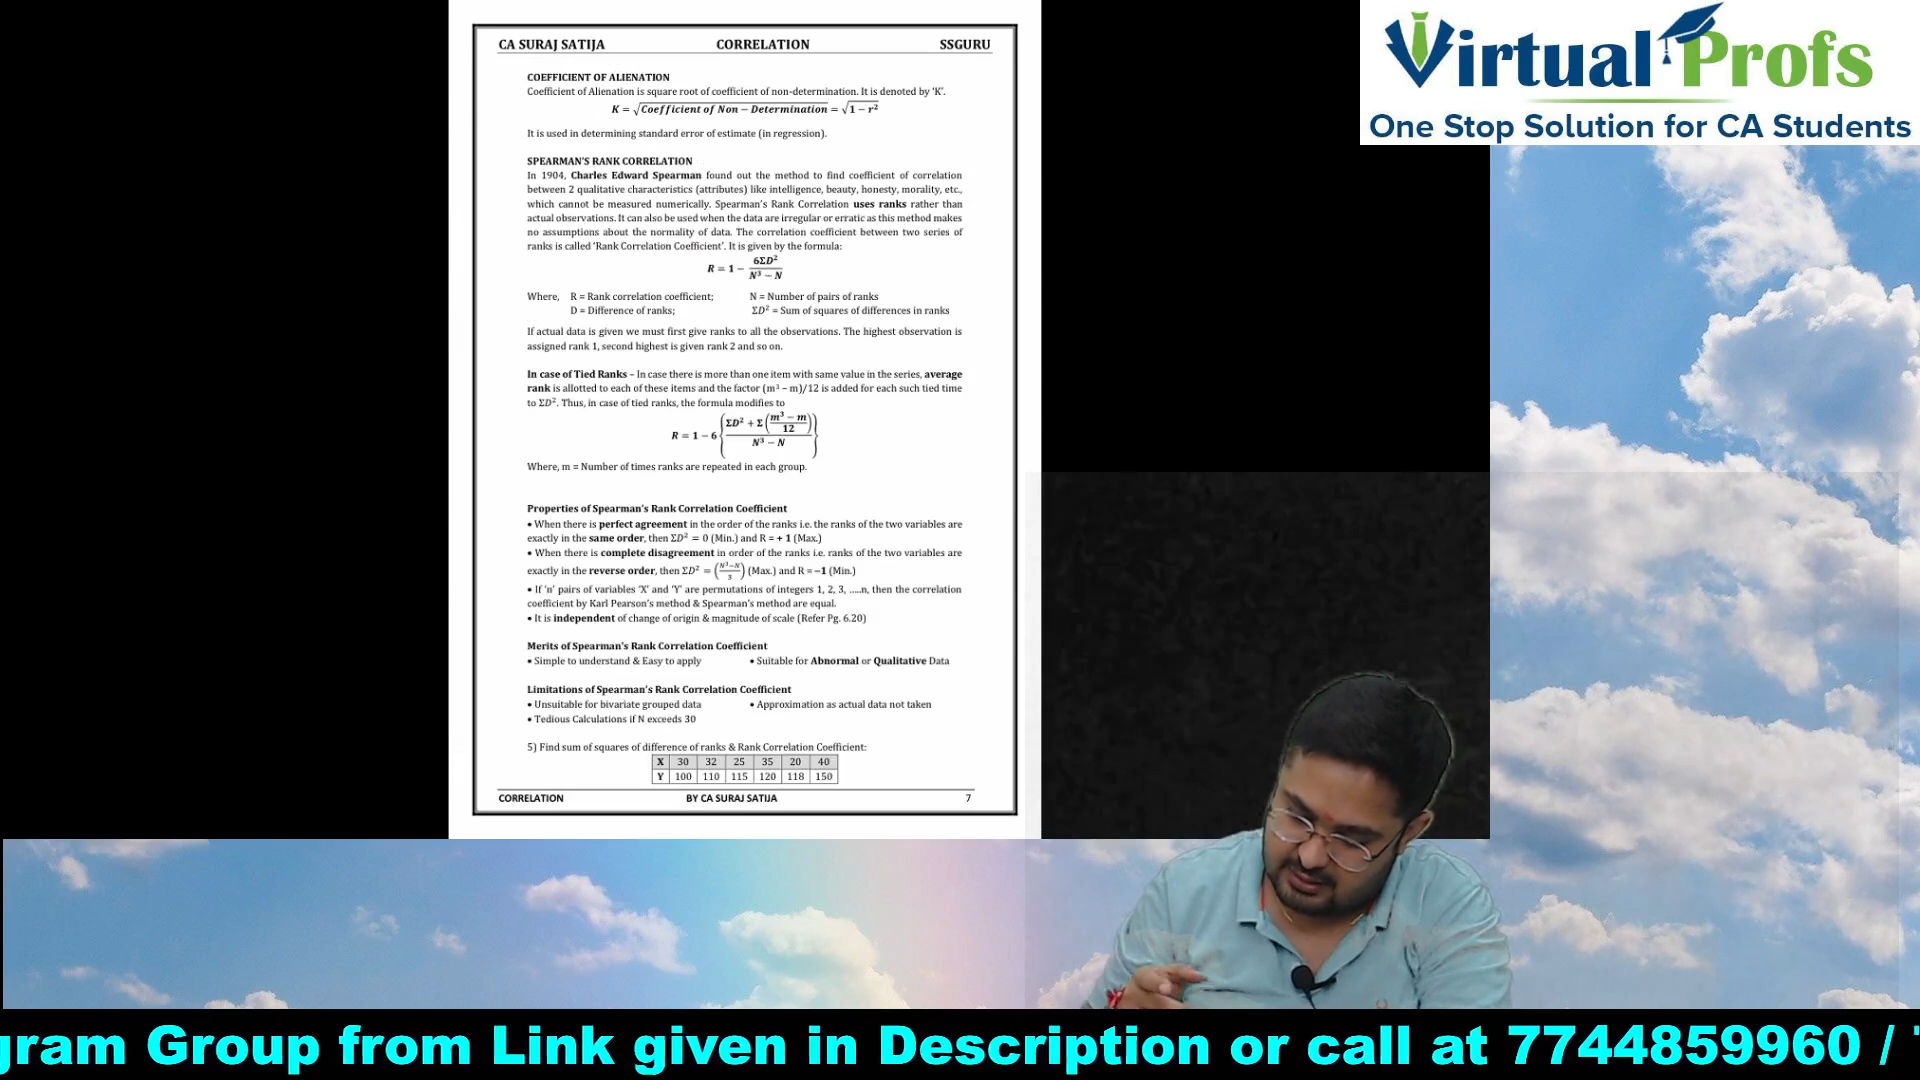 CA SURAJ SATIJA CORRELATION SSGURU
COEFFICIENT OF ALIENATION
Coefficient of Alienation is square root of coefficient of non-determination. It is denoted by ‘K’.
K = √Coefficient of Non − Determination = √1 − r²
It is used in determining standard error of estimate (in regression).
SPEARMAN’S RANK CORRELATION
In 1904, Charles Edward Spearman found out the method to find coefficient of correlation
between 2 qualitative characteristics (attributes) like intelligence, beauty, honesty, morality, etc.,
which cannot be measured numerically. Spearman’s Rank Correlation uses ranks rather than
actual observations. It can also be used when the data are irregular or erratic as this method makes
no assumptions about the normality of data. The correlation coefficient between two series of
ranks is called ‘Rank Correlation Coefficient’. It is given by the formula:
R = 1 − 6ΣD² / N³ − N
Where, R = Rank correlation coefficient; N = Number of pairs of ranks
D = Difference of ranks; ΣD² = Sum of squares of differences in ranks
If actual data is given we must first give ranks to all the observations. The highest observation is
assigned rank 1, second highest is given rank 2 and so on.
In case of Tied Ranks – In case there is more than one item with same value in the series, average
rank is allotted to each of these items and the factor (m³ – m)/12 is added for each such tied time
to ΣD². Thus, in case of tied ranks, the formula modifies to
R = 1 − 6 {ΣD² + Σ (m³ − m / 12) / N³ − N}
Where, m = Number of times ranks are repeated in each group.
Properties of Spearman’s Rank Correlation Coefficient
• When there is perfect agreement in the order of the ranks i.e. the ranks of the two variables are
exactly in the same order, then ΣD² = 0 (Min.) and R = + 1 (Max.)
• When there is complete disagreement in order of the ranks i.e. ranks of the two variables are
exactly in the reverse order, then ΣD² = (N³−N / 3) (Max.) and R = −1 (Min.)
• If ‘n’ pairs of variables ‘X’ and ‘Y’ are permutations of integers 1, 2, 3, .....n, then the correlation
coefficient by Karl Pearson’s method & Spearman’s method are equal.
• It is independent of change of origin & magnitude of scale (Refer Pg. 6.20)
Merits of Spearman’s Rank Correlation Coefficient
• Simple to understand & Easy to apply • Suitable for Abnormal or Qualitative Data
Limitations of Spearman’s Rank Correlation Coefficient
• Unsuitable for bivariate grouped data • Approximation as actual data not taken
• Tedious Calculations if N exceeds 30
5) Find sum of squares of difference of ranks & Rank Correlation Coefficient:
X 30 32 25 35 20 40
Y 100 110 115 120 118 150
CORRELATION BY CA SURAJ SATIJA 7
Virtual Profs
One Stop Solution for CA Students
gram Group from Link given in Description or call at 7744859960 /